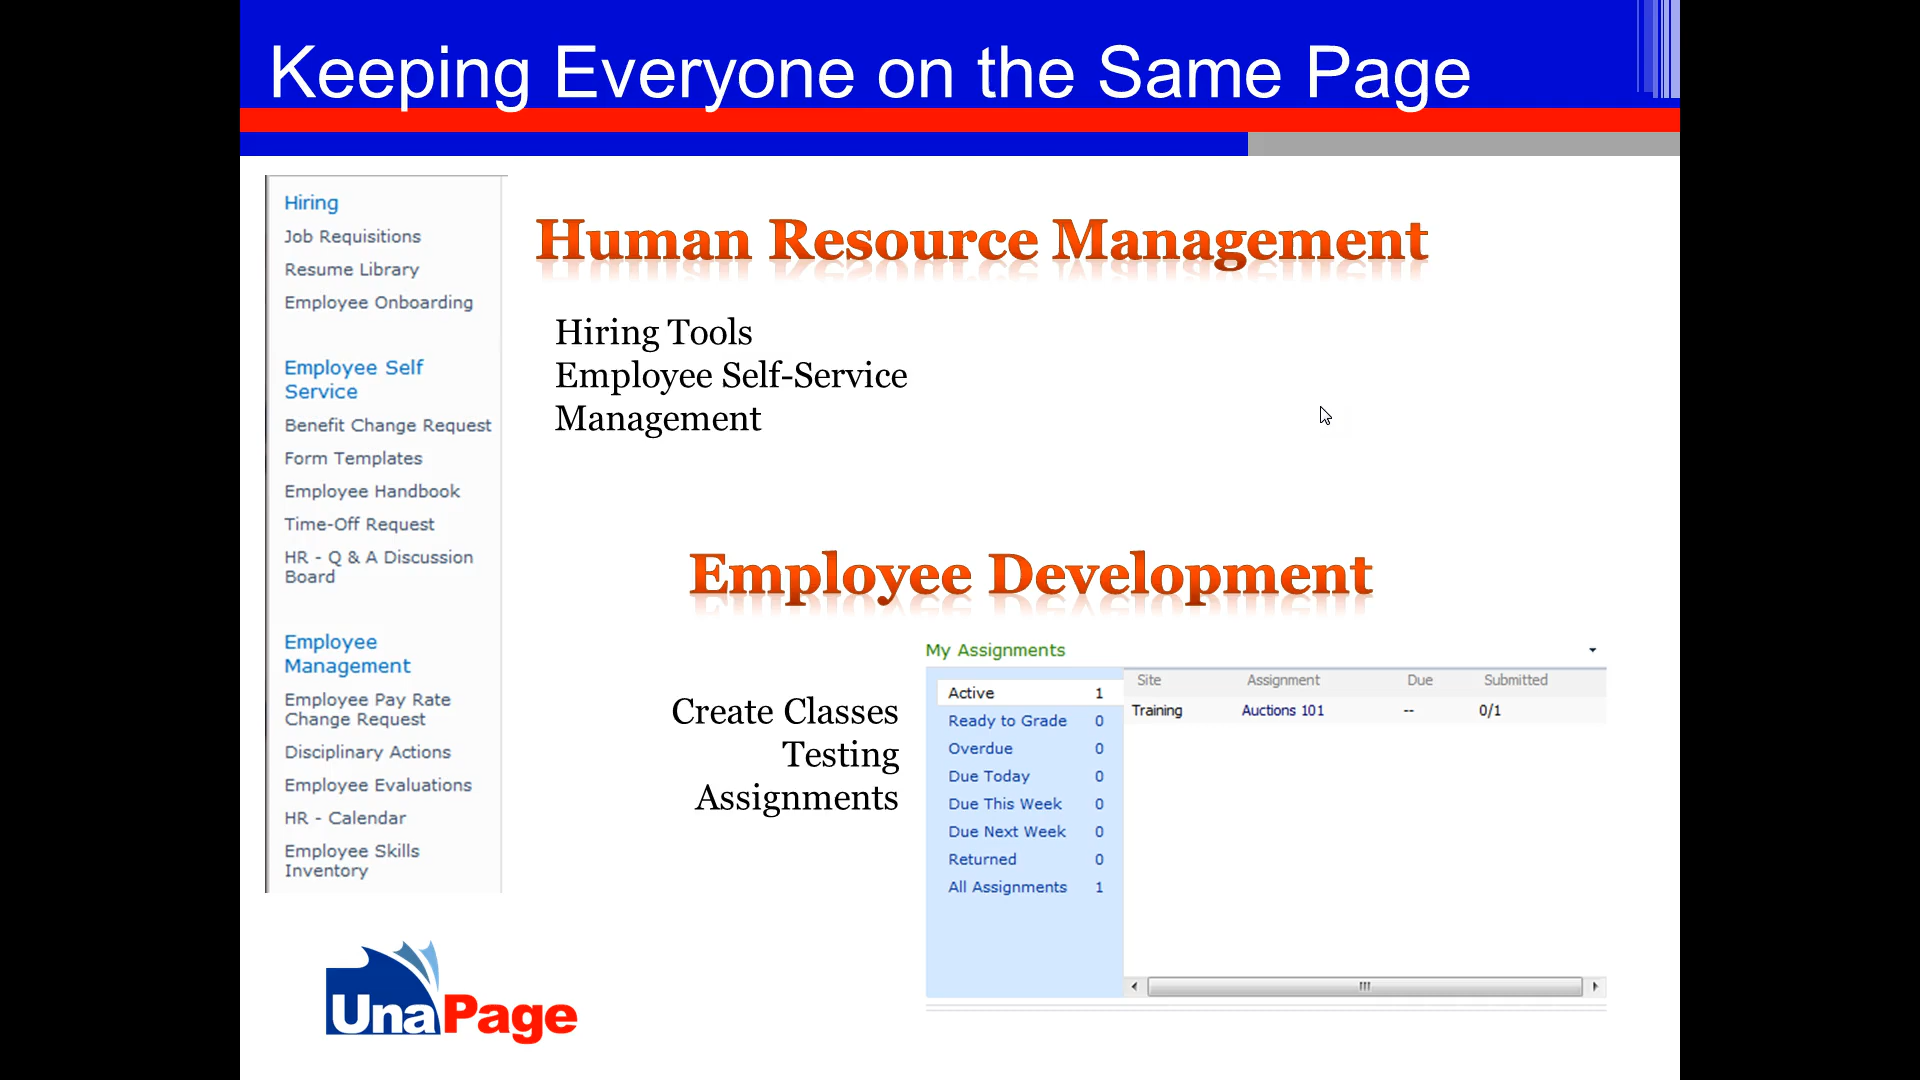 Keeping Everyone on the Same Page
Hiring
Job Requisitions
Resume Library
Employee Onboarding
Employee Self
Service
Benefit Change Request
Form Templates
Employee Handbook
Time-Off Request
HR - Q & A Discussion
Board
Employee
Management
Employee Pay Rate
Change Request
Disciplinary Actions
Employee Evaluations
HR - Calendar
Employee Skills
Inventory
Human Resource Management
Hiring Tools
Employee Self-Service
Management
Employee Development
Create Classes
Testing
Assignments
My Assignments
Active 1
Ready to Grade 0
Overdue 0
Due Today 0
Due This Week 0
Due Next Week 0
Returned 0
All Assignments 1
Site Assignment Due Submitted
Training Auctions 101 -- 0/1
UnaPage